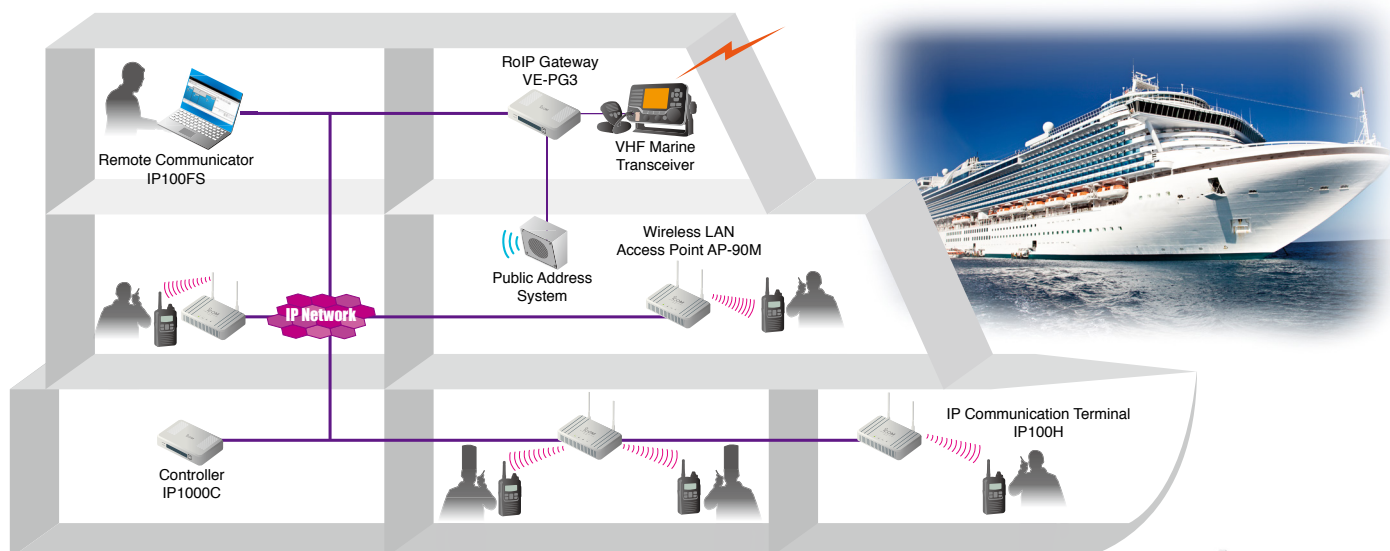 RoIP Gateway
VE-PG3
Remote Communicator
IP100FS
VHF Marine
Transceiver
Wireless LAN
Access Point AP-90M
Public Address
System
IP Network
IP Communication Terminal
IP100H
Controller
IP1000C